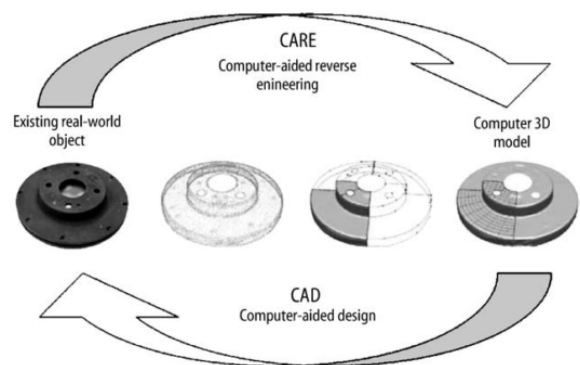 CARE
Computer-aided reverse
enineering
Existing real-world
object
Computer 3D
model
CAD
Computer-aided design